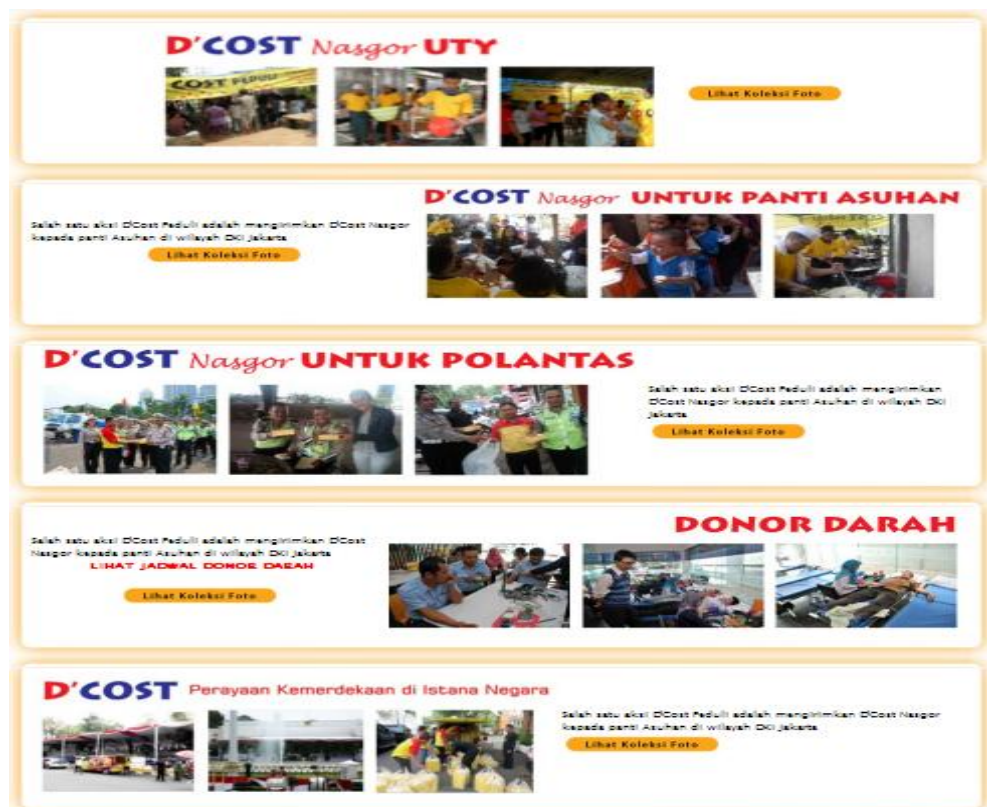 D'COST Nasgor UTY
COST PEDULI
Lihat Koleksi Foto
D'COST Nasgor UNTUK PANTI ASUHAN
Salah satu aksi D'Cost Peduli adalah mengirimkan D'Cost Nasgor
kepada panti Asuhan di wilayah DKI Jakarta
Lihat Koleksi Foto
D'COST Nasgor UNTUK POLANTAS
Salah satu aksi D'Cost Peduli adalah mengirimkan
D'Cost Nasgor kepada panti Asuhan di wilayah DKI
Jakarta
Lihat Koleksi Foto
DONOR DARAH
Salah satu aksi D'Cost Peduli adalah mengirimkan D'Cost
Nasgor kepada panti Asuhan di wilayah DKI Jakarta
LIHAT JADWAL DONOR DARAH
Lihat Koleksi Foto
D'COST Perayaan Kemerdekaan di Istana Negara
Salah satu aksi D'Cost Peduli adalah mengirimkan D'Cost Nasgor
kepada panti Asuhan di wilayah DKI Jakarta
Lihat Koleksi Foto